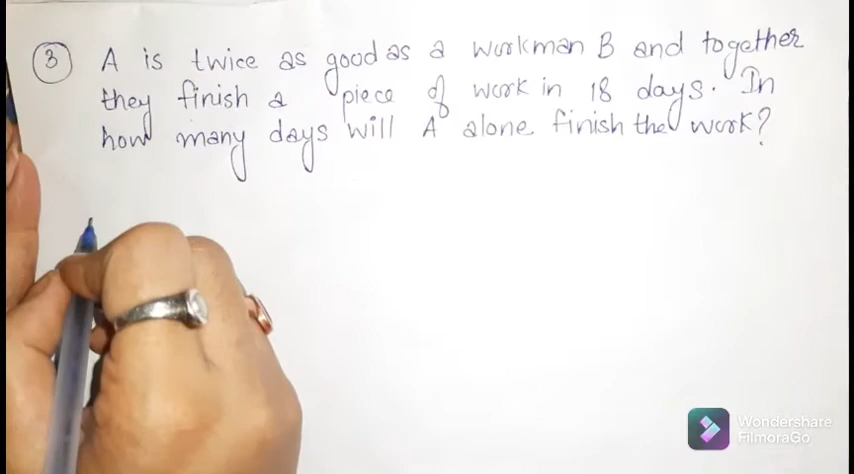 3 A is twice as good as a workman B and together
they finish a piece of work in 18 days. In
how many days will A alone finish the work?
Wondershare
FilmoraGo